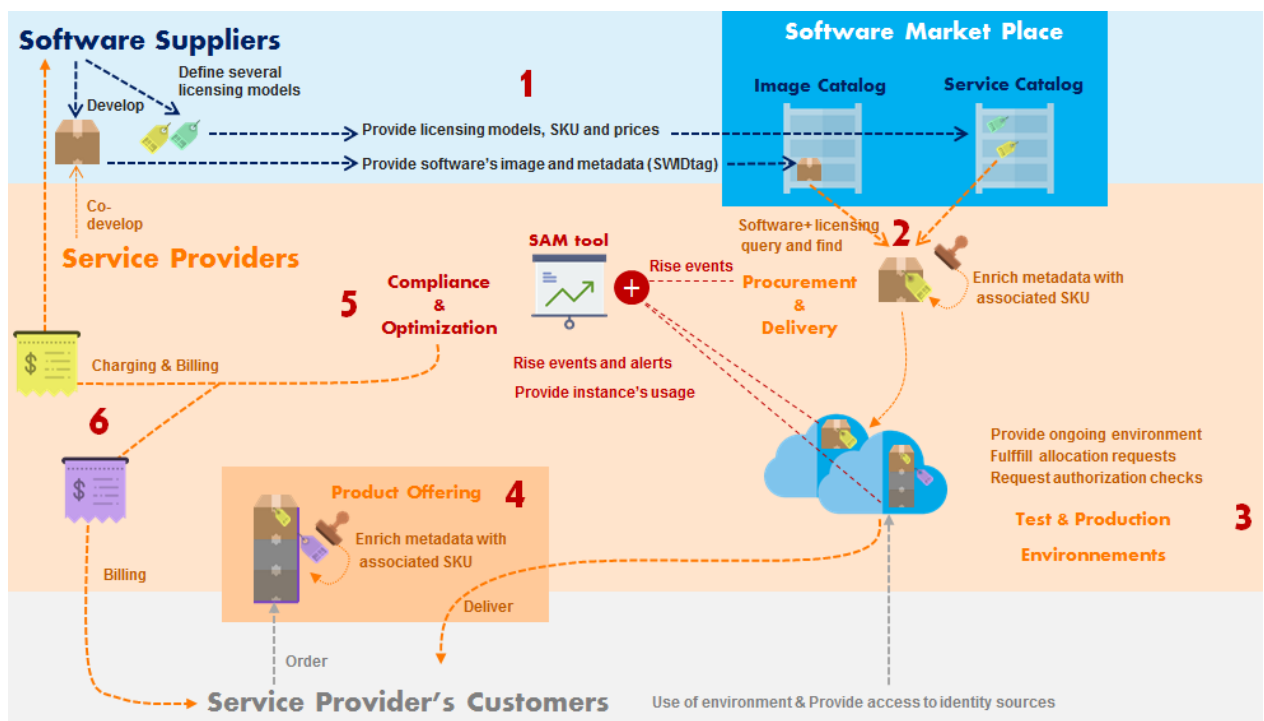 Software Suppliers
Define several
licensing models
Develop
1
Software Market Place
Image Catalog
Service Catalog
Provide licensing models, SKU and prices
Provide software's image and metadata (SWIDtag)
Co-
develop
Service Providers
Software+ licensing
query and find
2
SAM tool
Rise events
+
Procurement
&
Delivery
Enrich metadata with
associated SKU
5
Compliance
&
Optimization
Rise events and alerts
Provide instance's usage
$
Charging & Billing
6
$
Billing
Product Offering
4
Enrich metadata with
associated SKU
Provide ongoing environment
Fulffill allocation requests
Request authorization checks
Test & Production
Environnements
3
Deliver
Order
Service Provider's Customers
Use of environment & Provide access to identity sources